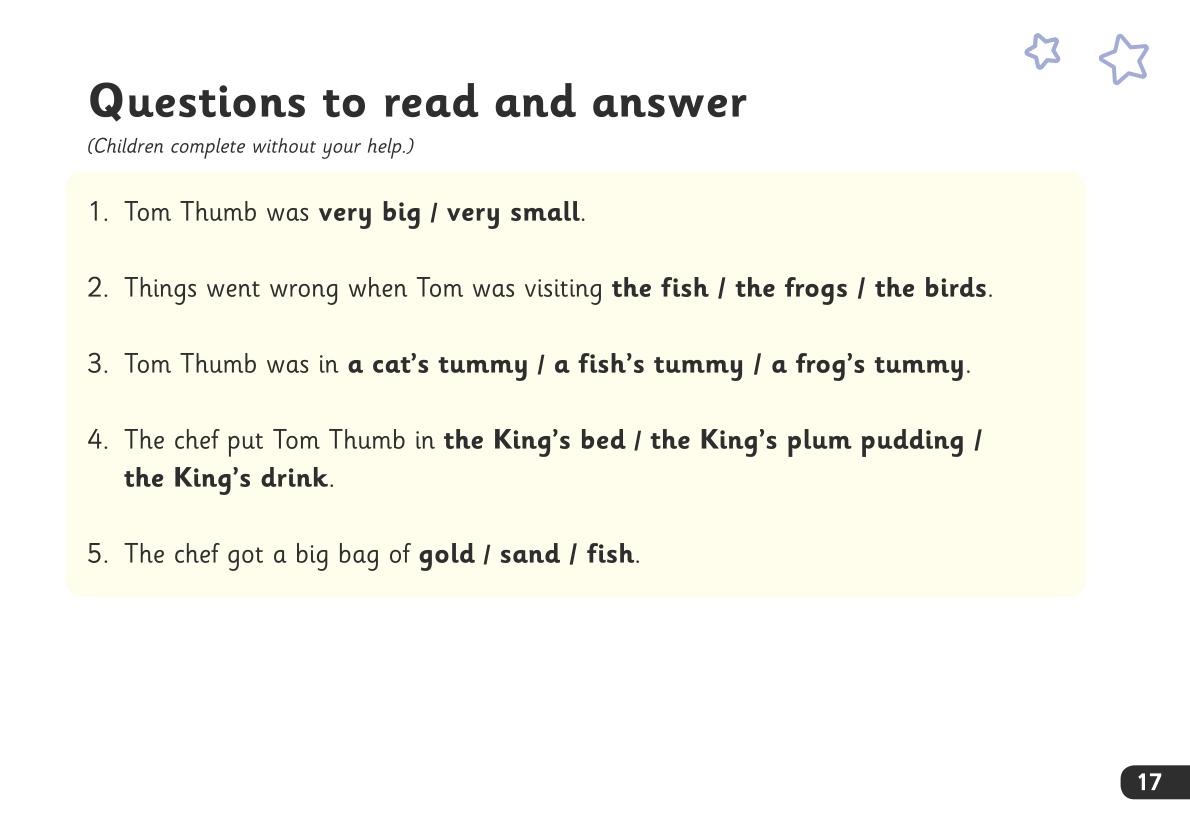 Questions to read and answer
(Children complete without your help.)
1. Tom Thumb was very big / very small.
2. Things went wrong when Tom was visiting the fish / the frogs / the birds.
3. Tom Thumb was in a cat’s tummy / a fish’s tummy / a frog’s tummy.
4. The chef put Tom Thumb in the King’s bed / the King’s plum pudding /
the King’s drink.
5. The chef got a big bag of gold / sand / fish.
17